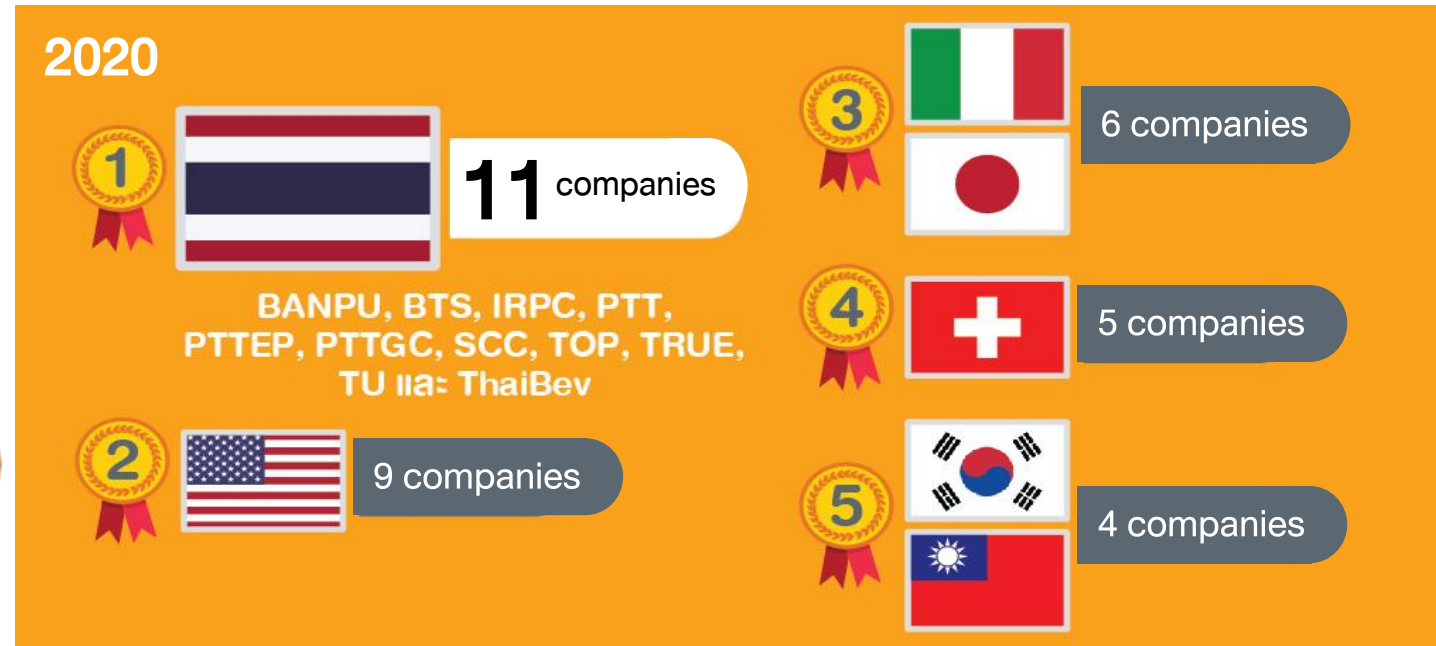 2020
1
11 companies
BANPU, BTS, IRPC, PTT,
PTTEP, PTTGC, SCC, TOP, TRUE,
TU และ ThaiBev
2
9 companies
3
6 companies
4
5 companies
5
4 companies